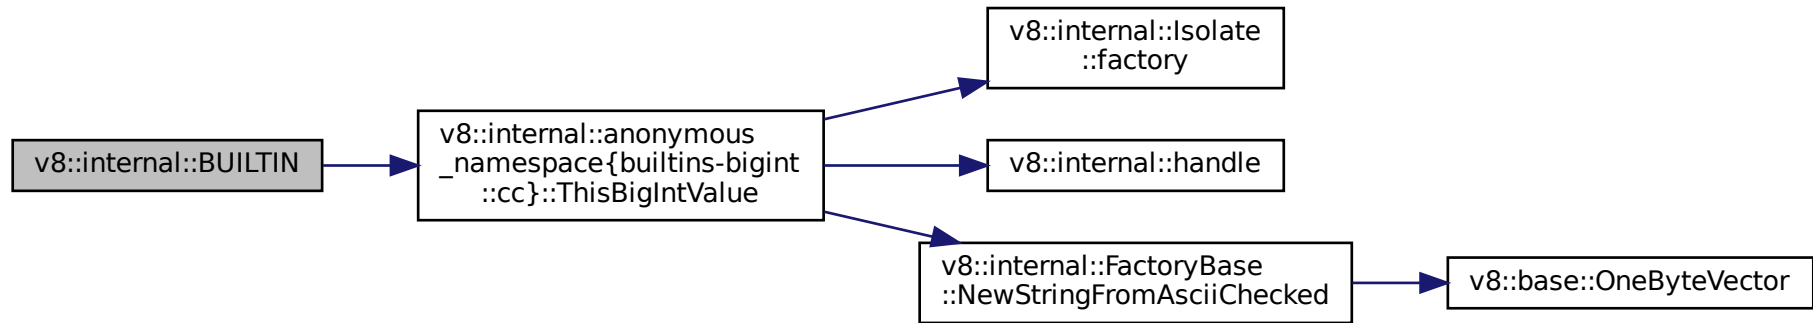 v8::internal::BUILTIN
v8::internal::anonymous
_namespace{builtins-bigint
::cc}::ThisBigIntValue
v8::internal::Isolate
::factory
v8::internal::handle
v8::internal::FactoryBase
::NewStringFromAsciiChecked
v8::base::OneByteVector